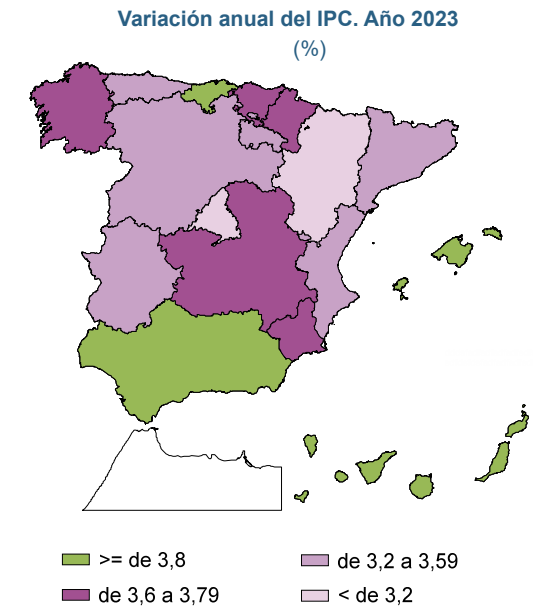 Variación anual del IPC. Año 2023
(%)
>= de 3,8
de 3,2 a 3,59
de 3,6 a 3,79
< de 3,2